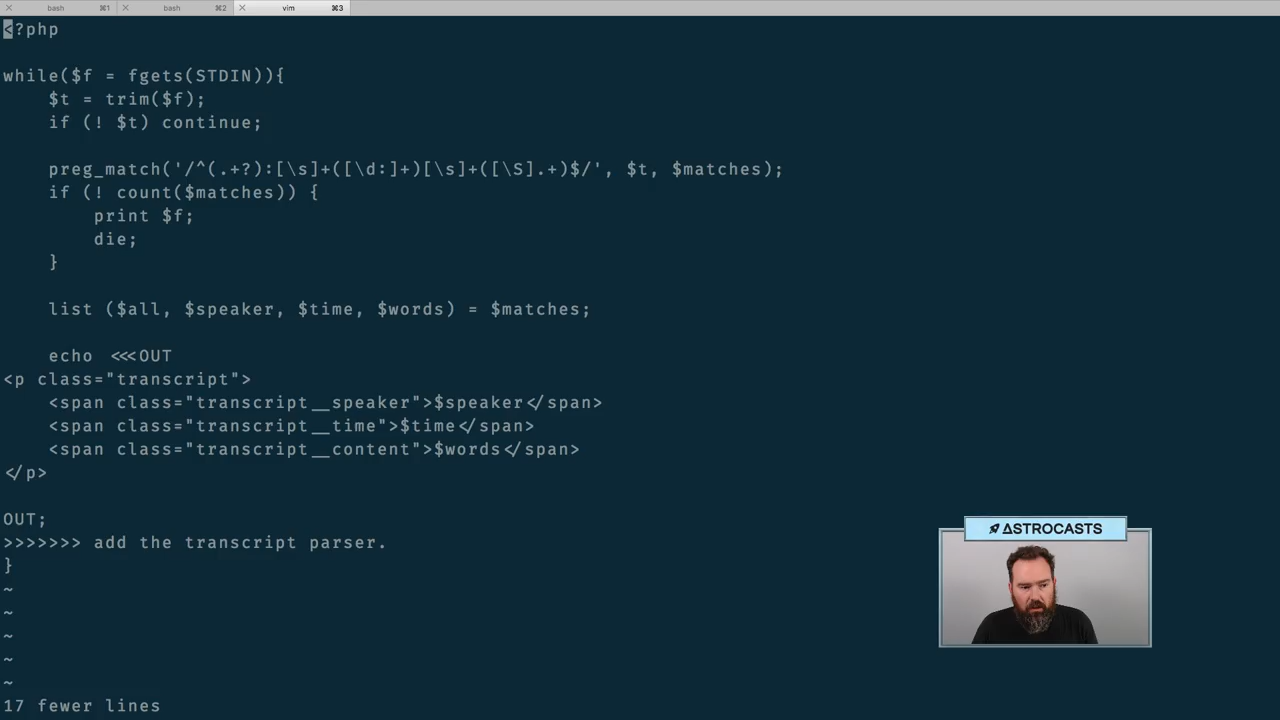 bash ⌘1 bash ⌘2 vim ⌘3
<?php
while($f = fgets(STDIN)){
    $t = trim($f);
    if (! $t) continue;
    preg_match('/^(.+?):[\s]+([\d:]+)[\s]+([\S].+)$/', $t, $matches);
    if (! count($matches)) {
        print $f;
        die;
    }
    list ($all, $speaker, $time, $words) = $matches;
    echo <<<OUT
<p class="transcript">
    <span class="transcript__speaker">$speaker</span>
    <span class="transcript__time">$time</span>
    <span class="transcript__content">$words</span>
</p>
OUT;
>>>>>>> add the transcript parser.
}
~
~
~
~
~
17 fewer lines
ASTROCASTS